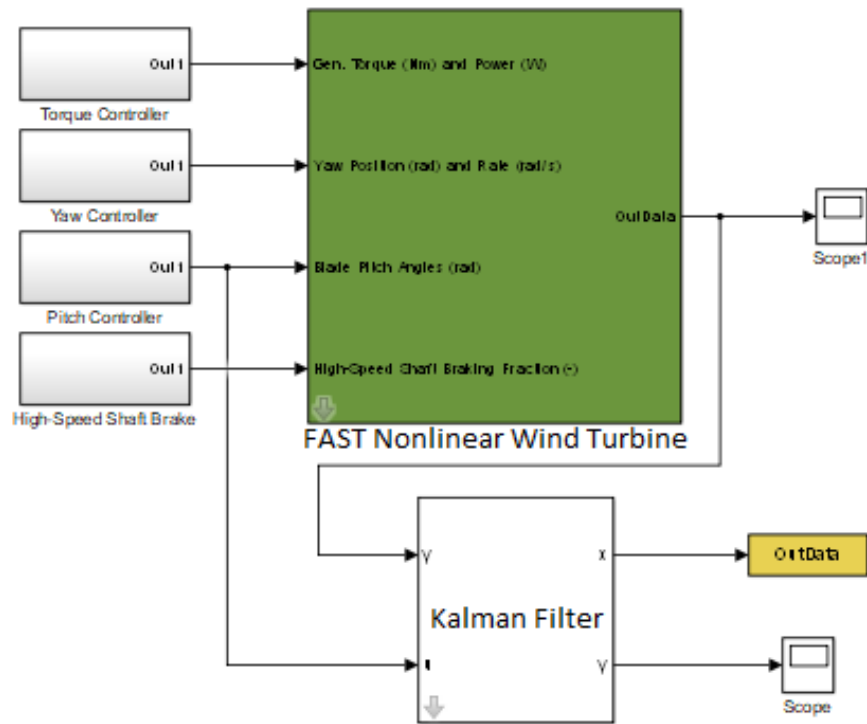 Out1
Torque Controller
Out1
Yaw Controller
Out1
Pitch Controller
Out1
High-Speed Shaft Brake
Gen. Torque (Nm) and Power (W)
Yaw Position (rad) and Rate (rad/s)
Blade Pitch Angles (rad)
High-Speed Shaft Braking Fraction (-)
OutData
FAST Nonlinear Wind Turbine
Scope1
y
u
Kalman Filter
x
y
OutData
Scope